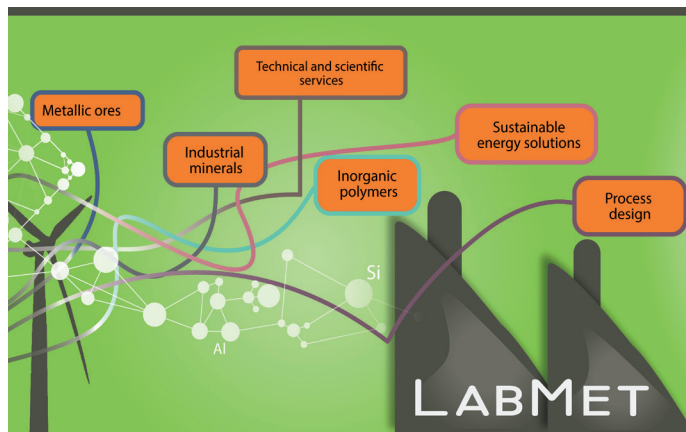 Technical and scientific
services
Metallic ores
Sustainable
energy solutions
Industrial
minerals
Inorganic
polymers
Process
design
Si
Al
LABMET